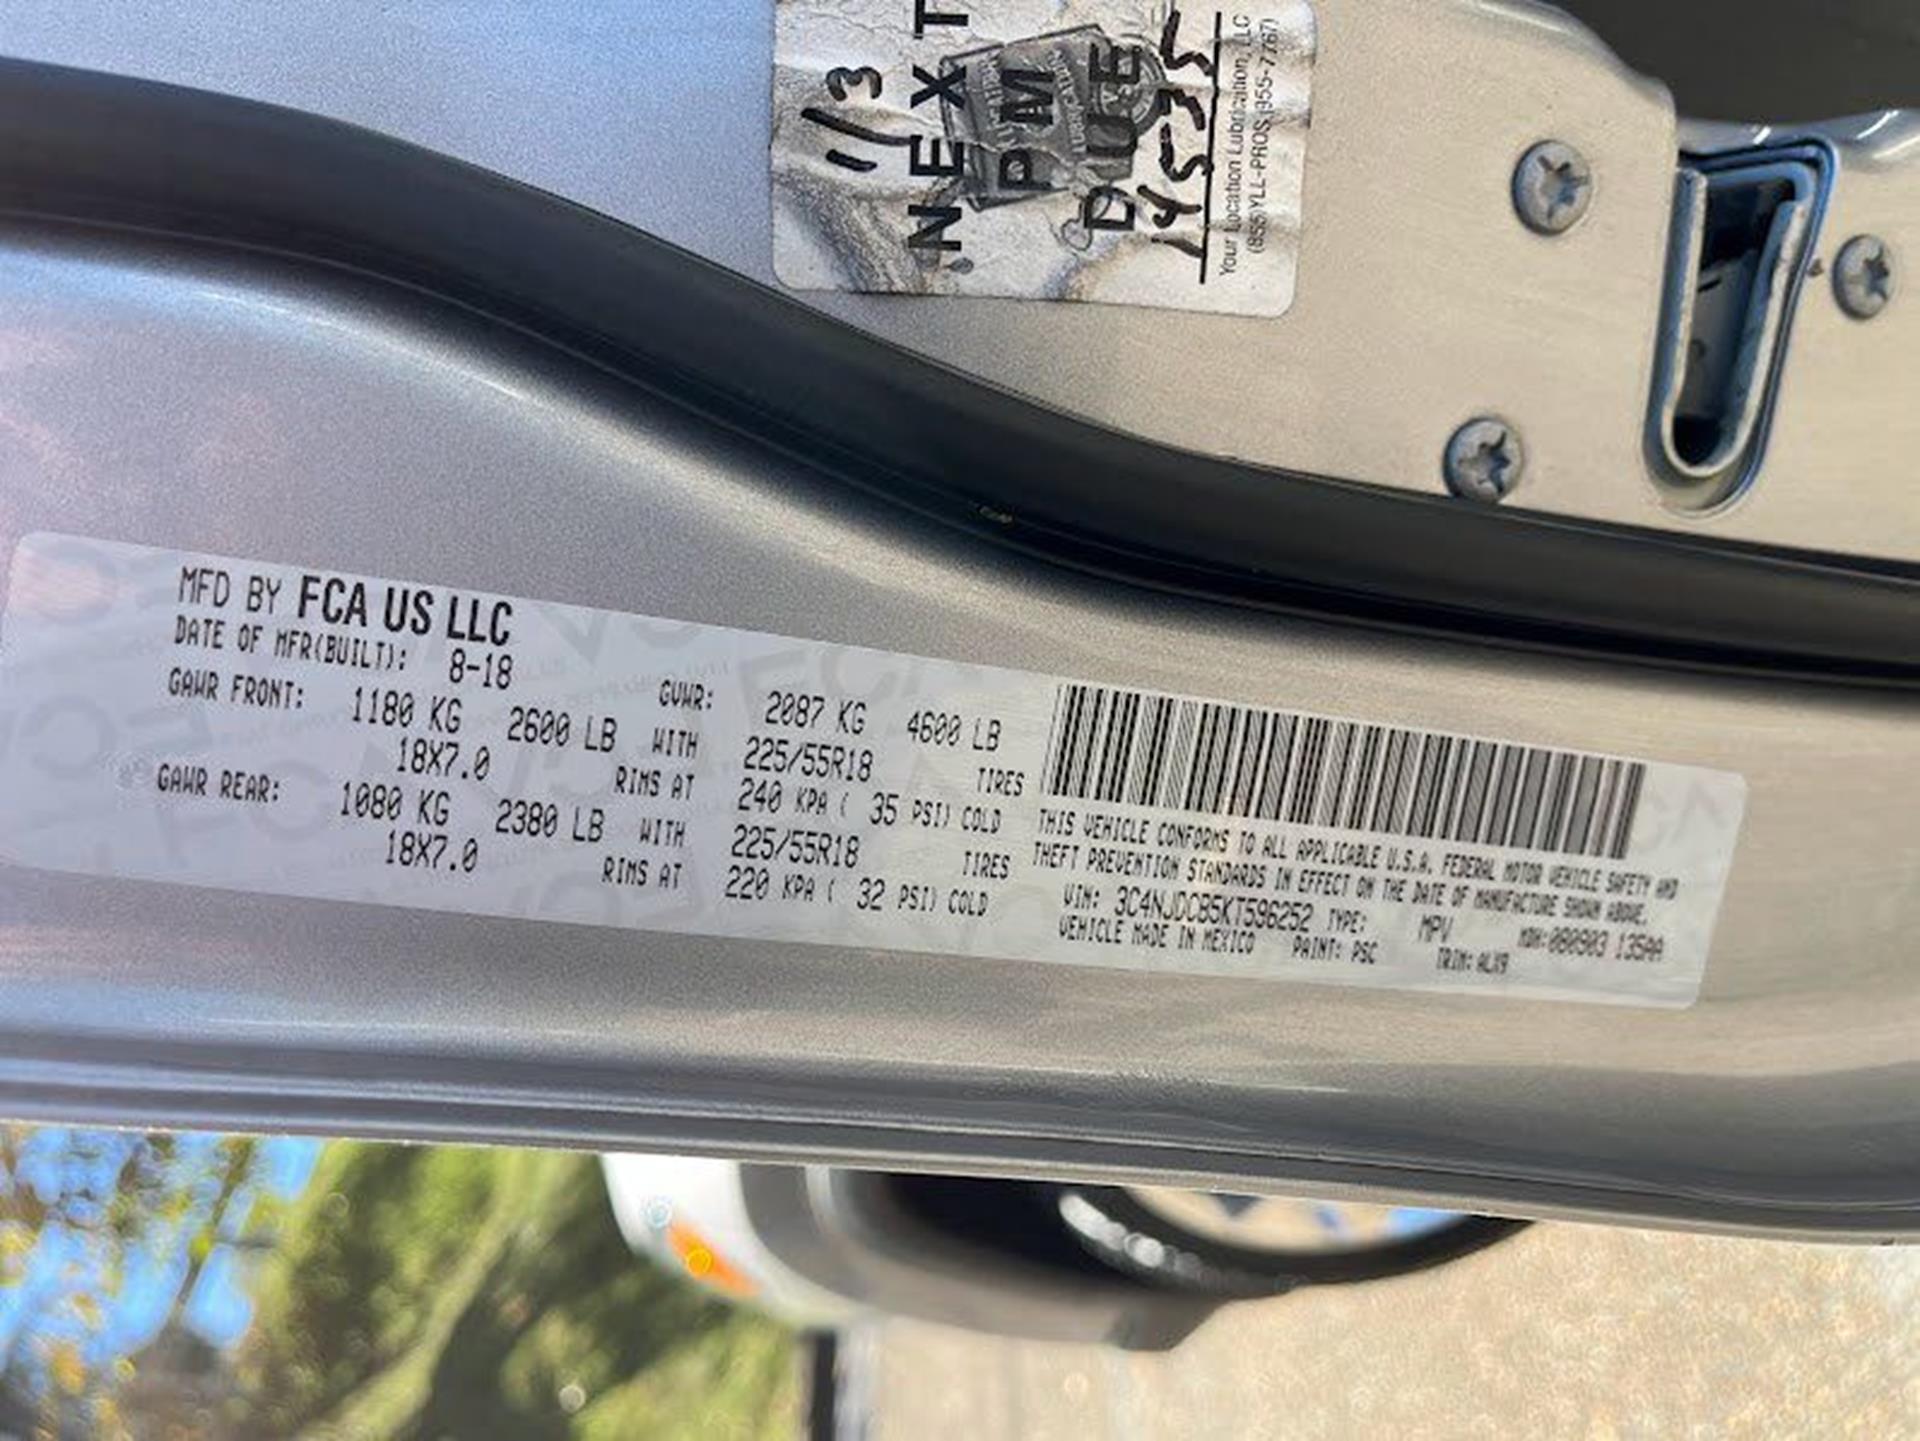 11/3
NEXT
PM
DUE
14535
Your Location Lubrication, LLC
(855) YLL-PROS (955-7767)
MFD BY FCA US LLC
DATE OF MFR(BUILT): 8-18 GVWR: 2087 KG 4600 LB
GAWR FRONT: 1180 KG 2600 LB WITH 225/55R18 TIRES
18X7.0 RIMS AT 240 KPA ( 35 PSI) COLD
GAWR REAR: 1080 KG 2380 LB WITH 225/55R18 TIRES
18X7.0 RIMS AT 220 KPA ( 32 PSI) COLD
THIS VEHICLE CONFORMS TO ALL APPLICABLE U.S.A. FEDERAL MOTOR VEHICLE SAFETY AND
THEFT PREVENTION STANDARDS IN EFFECT ON THE DATE OF MANUFACTURE SHOWN ABOVE.
VIN: 3C4NJDCB5KT596252 TYPE: MPV MDH:080903 135AA
VEHICLE MADE IN MEXICO PAINT: PSC TRIM: ALX9